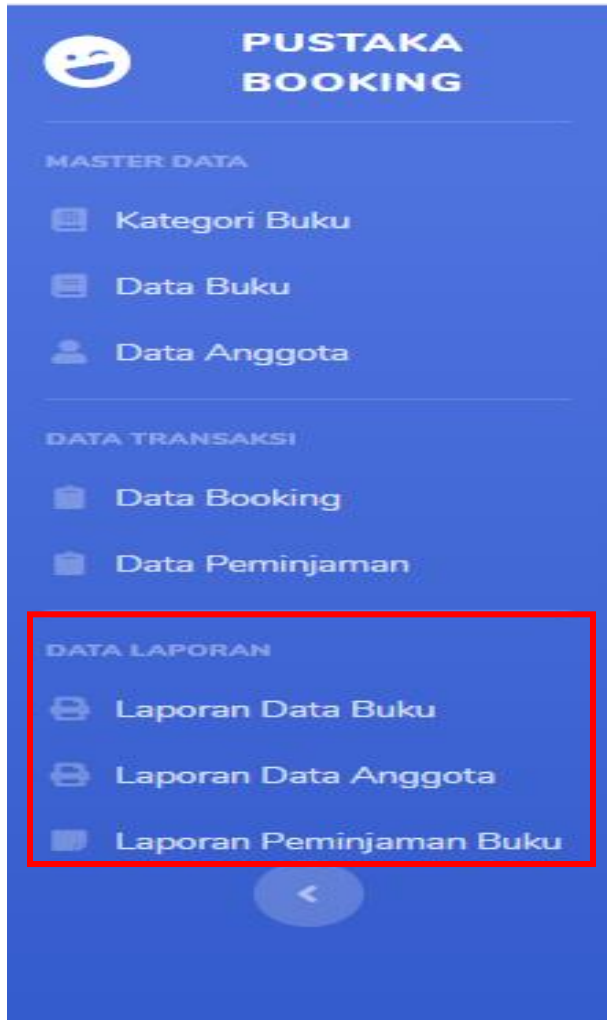 PUSTAKA
BOOKING
MASTER DATA
Kategori Buku
Data Buku
Data Anggota
DATA TRANSAKSI
Data Booking
Data Peminjaman
DATA LAPORAN
Laporan Data Buku
Laporan Data Anggota
Laporan Peminjaman Buku